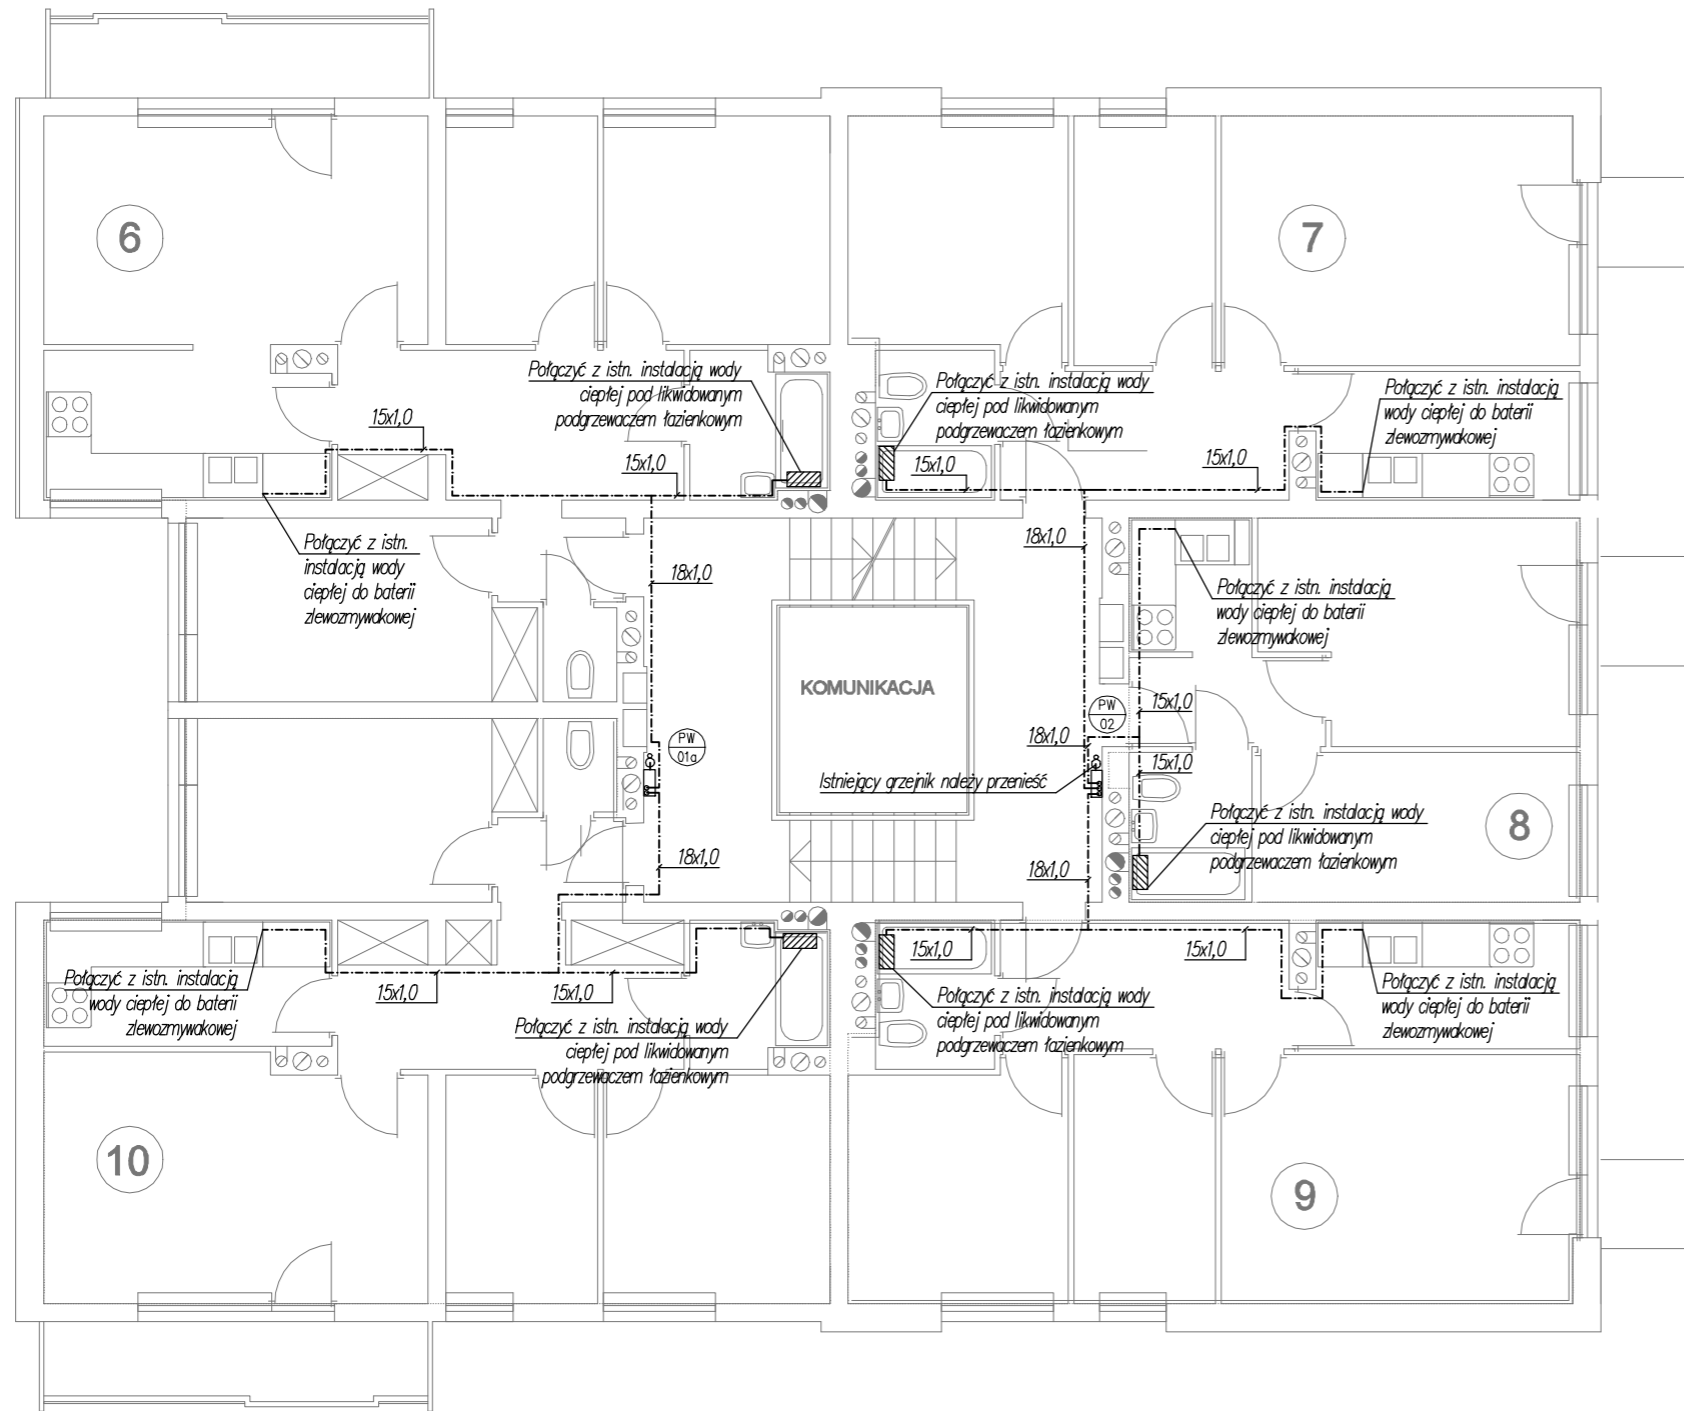 6
7
Połączyć z istn. instalacją wody
ciepłej pod likwidowanym
podgrzewaczem łazienkowym
Połączyć z istn. instalacją wody
ciepłej pod likwidowanym
podgrzewaczem łazienkowym
Połączyć z istn. instalacją
wody ciepłej do baterii
zlewozmywakowej
15x1,0
15x1,0
15x1,0
15x1,0
Połączyć z istn.
instalacją wody
ciepłej do baterii
zlewozmywakowej
18x1,0
18x1,0
Połączyć z istn. instalacją
wody ciepłej do baterii
zlewozmywakowej
KOMUNIKACJA
PW
01a
PW
02
15x1,0
18x1,0
15x1,0
Istniejący grzejnik należy przenieść
Połączyć z istn. instalacją wody
ciepłej pod likwidowanym
podgrzewaczem łazienkowym
8
18x1,0
18x1,0
15x1,0
15x1,0
Połączyć z istn. instalacją
wody ciepłej do baterii
zlewozmywakowej
15x1,0
15x1,0
Połączyć z istn. instalacją wody
ciepłej pod likwidowanym
podgrzewaczem łazienkowym
Połączyć z istn. instalacją wody
ciepłej pod likwidowanym
podgrzewaczem łazienkowym
Połączyć z istn. instalacją
wody ciepłej do baterii
zlewozmywakowej
10
9